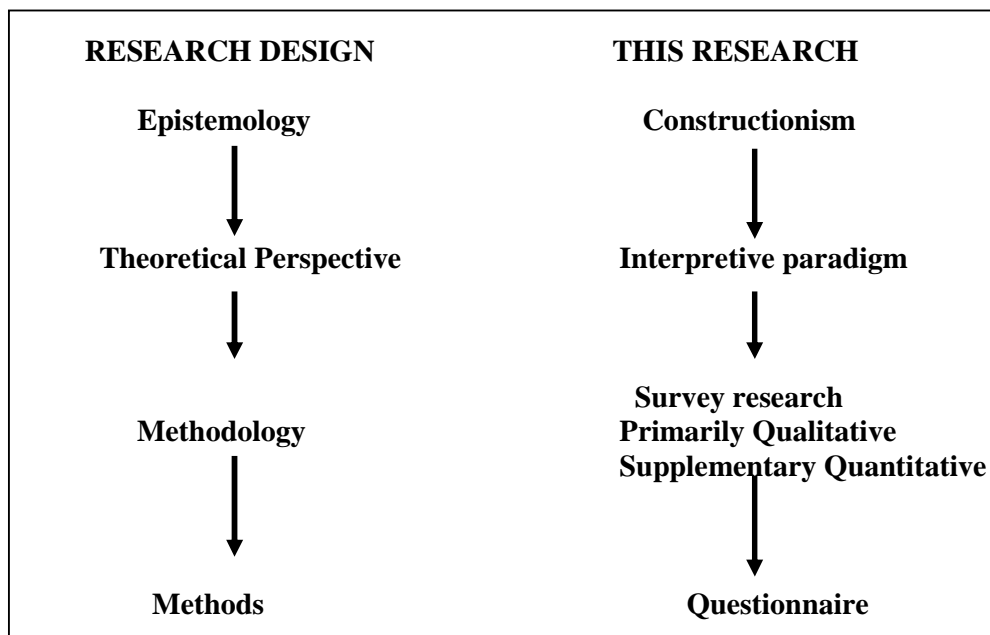 RESEARCH DESIGN THIS RESEARCH
Epistemology Constructionism
Theoretical Perspective Interpretive paradigm
Survey research
Methodology Primarily Qualitative
Supplementary Quantitative
Methods Questionnaire